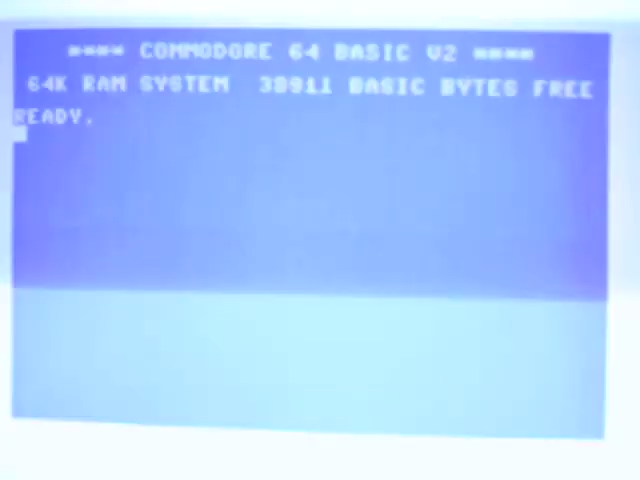 **** COMMODORE 64 BASIC V2 ****
64K RAM SYSTEM 38911 BASIC BYTES FREE
READY.